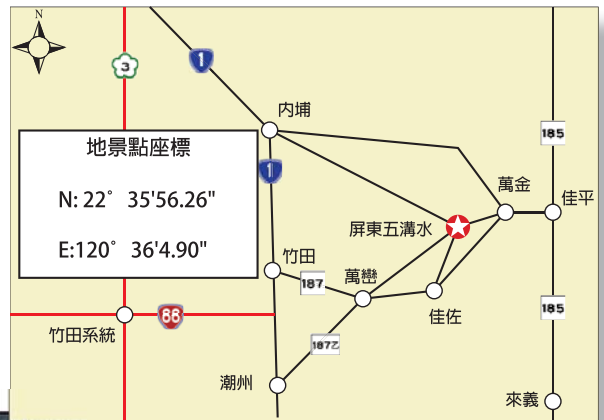 N
3
1
185
内埔
地景點座標
N: 22° 35'56.26"
E:120° 36'4.90"
1
萬金
佳平
屏東五溝水
竹田
187
萬巒
佳佐
185
88
竹田系統
187乙
潮州
來義